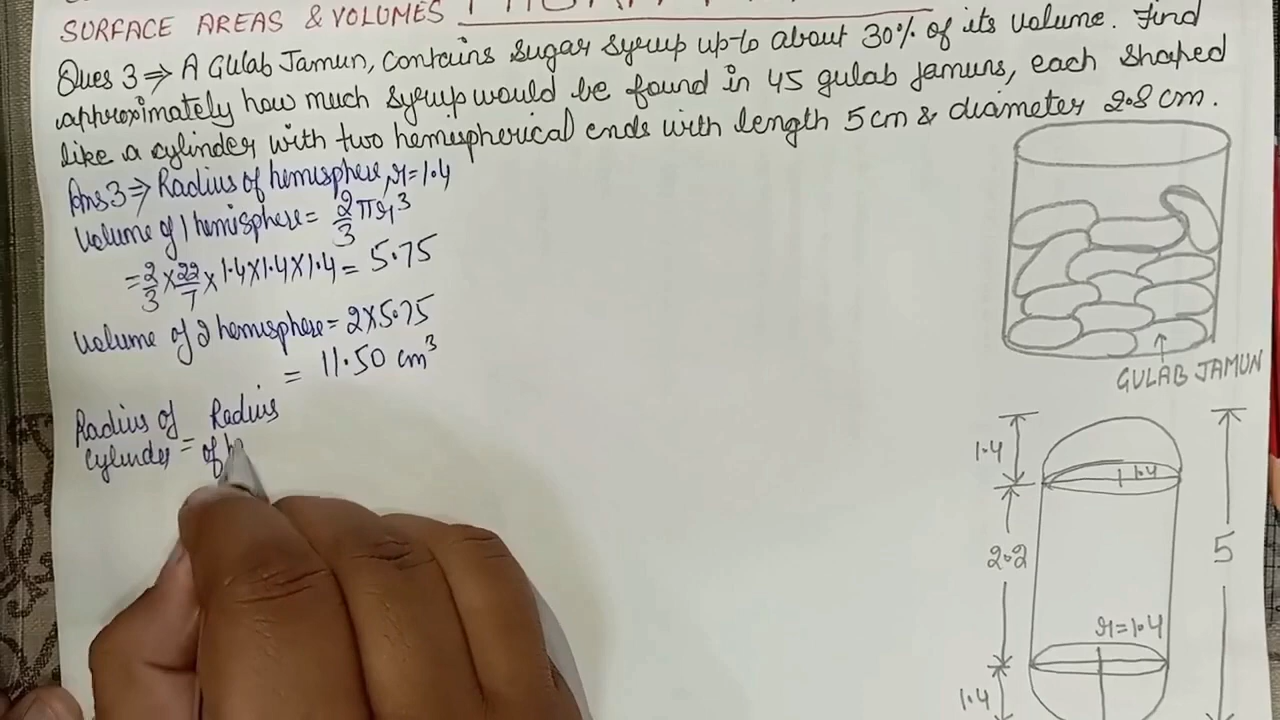 SURFACE AREAS & VOLUMES
Ques 3 ⇒ A Gulab Jamun, contains sugar syrup up-to about 30% of its volume. Find
approximately how much syrup would be found in 45 gulab jamuns, each shaped
like a cylinder with two hemispherical ends with length 5 cm & diameter 2.8 cm.
Ans 3 ⇒ Radius of hemisphere, r = 1.4
Volume of 1 hemisphere = 2/3 πr³
= 2/3 × 22/7 × 1.4 × 1.4 × 1.4 = 5.75
Volume of 2 hemisphere = 2 × 5.75
= 11.50 cm³
Radius of cylinder = Radius of
GULAB JAMUN
1.4
1.4
2.2
5
r = 1.4
1.4